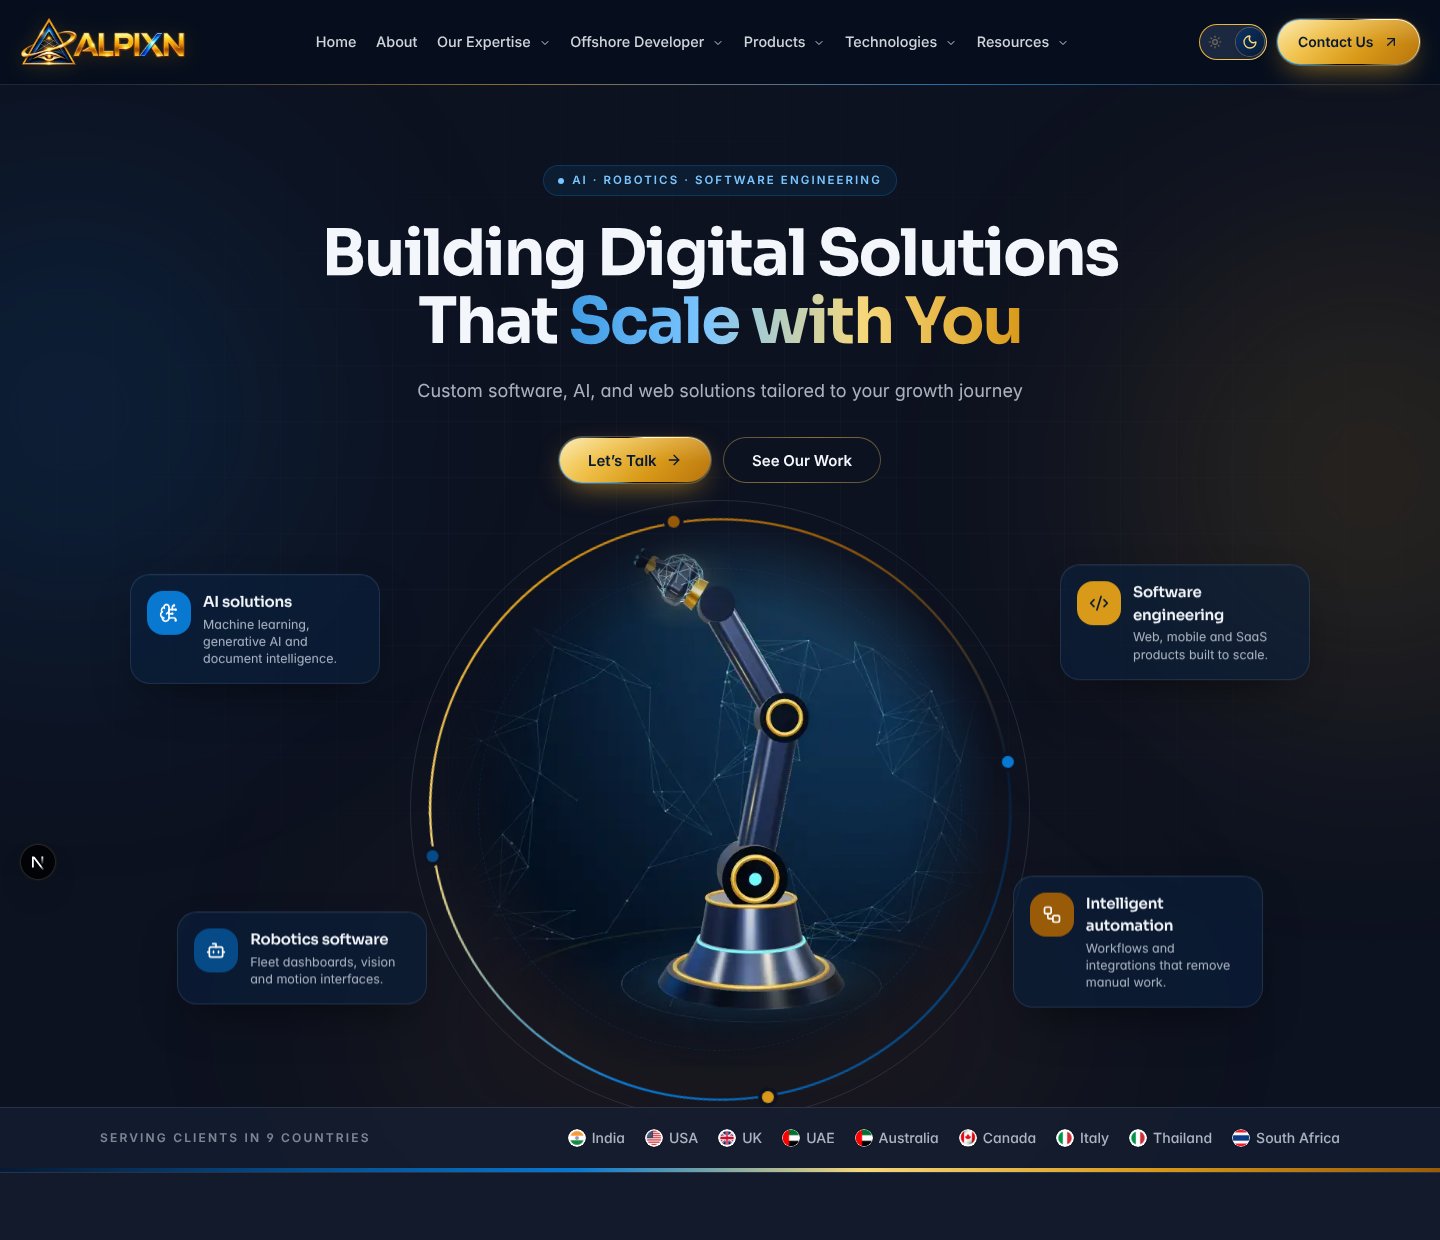 ALPIXN
Home About Our Expertise Offshore Developer Products Technologies Resources
Contact Us
AI · ROBOTICS · SOFTWARE ENGINEERING
Building Digital Solutions
That Scale with You
Custom software, AI, and web solutions tailored to your growth journey
Let’s Talk
See Our Work
AI solutions
Machine learning,
generative AI and
document intelligence.
Software
engineering
Web, mobile and SaaS
products built to scale.
N
Robotics software
Fleet dashboards, vision
and motion interfaces.
Intelligent
automation
Workflows and
integrations that remove
manual work.
SERVING CLIENTS IN 9 COUNTRIES
India USA UK UAE Australia Canada Italy Thailand South Africa